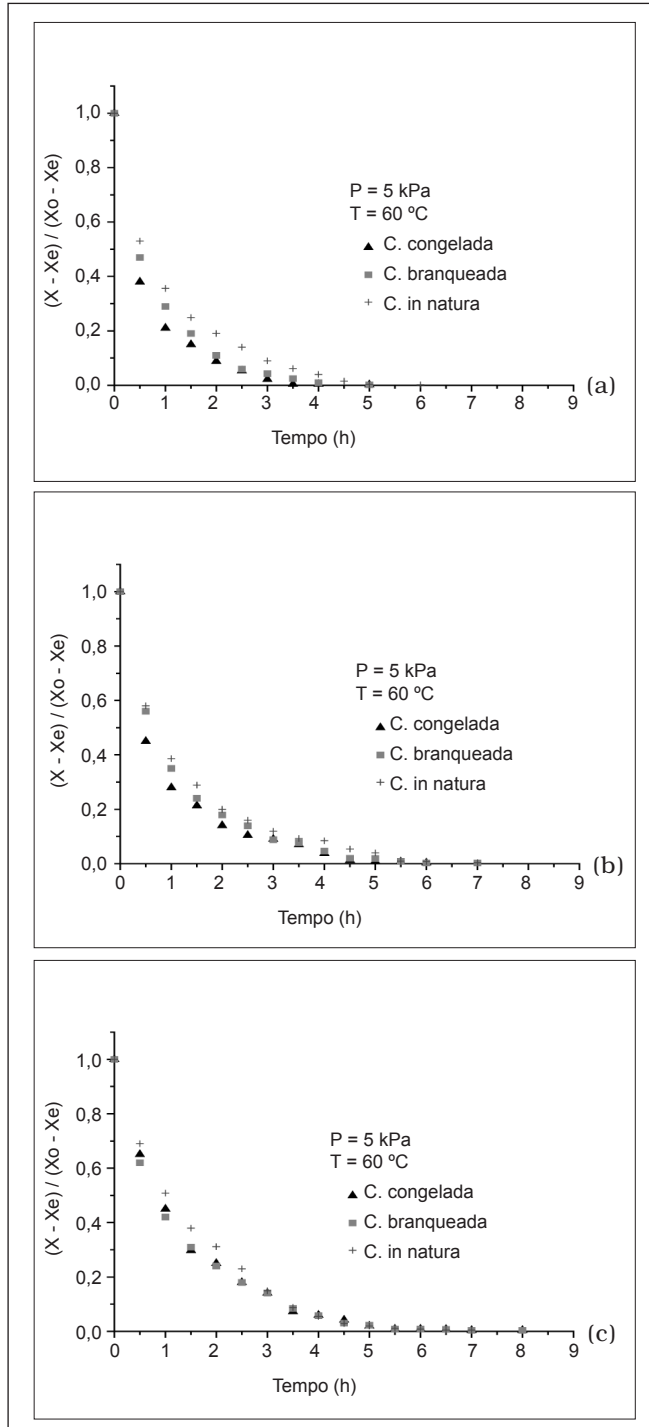 (X - Xe) / (Xo - Xe)
1,0
0,8
0,6
0,4
0,2
0,0
P = 5 kPa
T = 60 ºC
C. congelada
C. branqueada
C. in natura
0 1 2 3 4 5 6 7 8 9
(a)
Tempo (h)
(X - Xe) / (Xo - Xe)
1,0
0,8
0,6
0,4
0,2
0,0
P = 5 kPa
T = 60 ºC
C. congelada
C. branqueada
C. in natura
0 1 2 3 4 5 6 7 8 9
(b)
Tempo (h)
(X - Xe) / (Xo - Xe)
1,0
0,8
0,6
0,4
0,2
0,0
P = 5 kPa
T = 60 ºC
C. congelada
C. branqueada
C. in natura
0 1 2 3 4 5 6 7 8 9
(c)
Tempo (h)